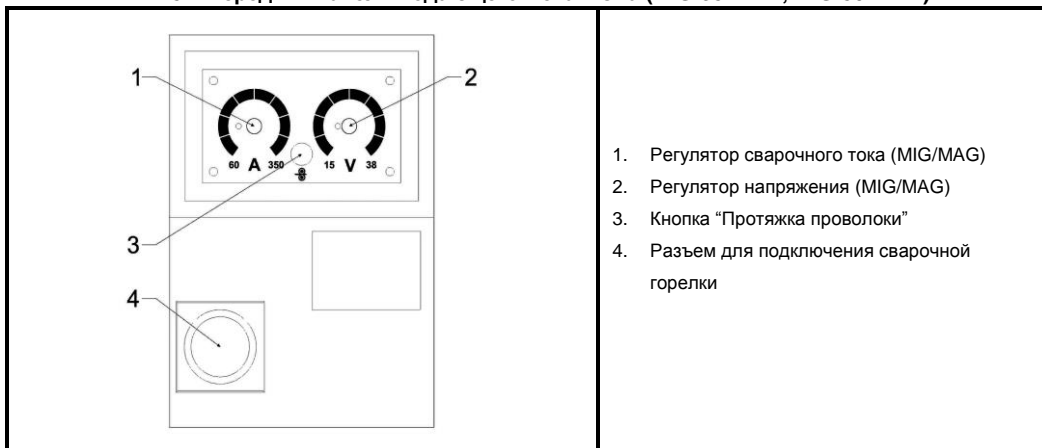 1
2
60 A 350
15 V 38
3
4
1. Регулятор сварочного тока (MIG/MAG)
2. Регулятор напряжения (MIG/MAG)
3. Кнопка “Протяжка проволоки”
4. Разъем для подключения сварочной
горелки